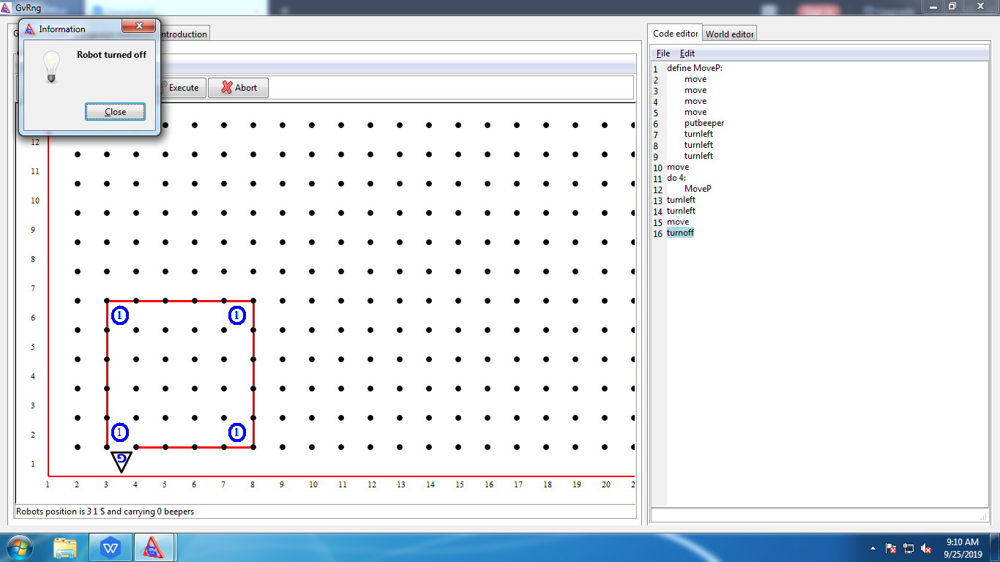 GvRng
Information
Robot turned off
Close
ntroduction
Execute
Abort
12
11
10
9
8
7
6
5
4
3
2
1
1
1
1
1
G
1 2 3 4 5 6 7 8 9 10 11 12 13 14 15 16 17 18 19 20 2
Robots position is 3 1 S and carrying 0 beepers
Code editor
World editor
File Edit
1 define MoveP:
2 move
3 move
4 move
5 move
6 putbeeper
7 turnleft
8 turnleft
9 turnleft
10 move
11 do 4:
12 MoveP
13 turnleft
14 turnleft
15 move
16 turnoff
9:10 AM
9/25/2019